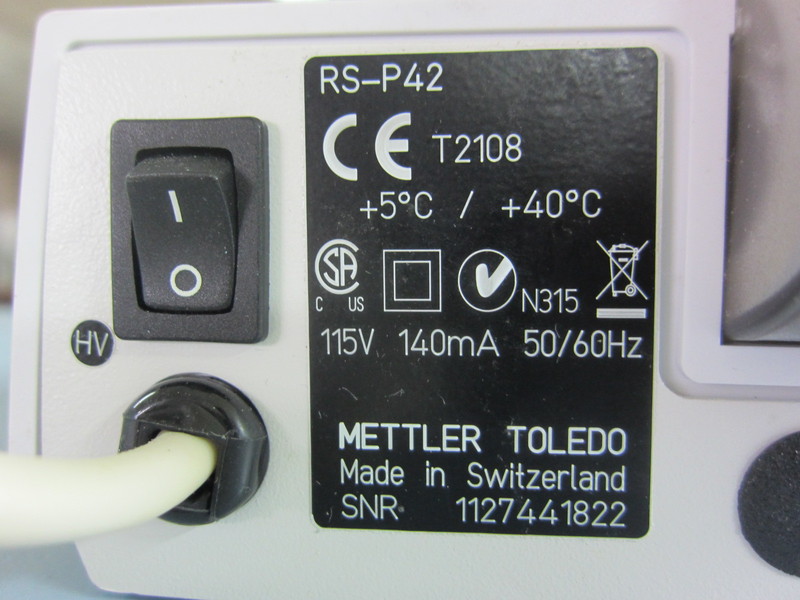 RS-P42
CE T2108
+5°C / +40°C
CSA C US N315
115V 140mA 50/60Hz
METTLER TOLEDO
Made in Switzerland
SNR 1127441822
I
O
HV